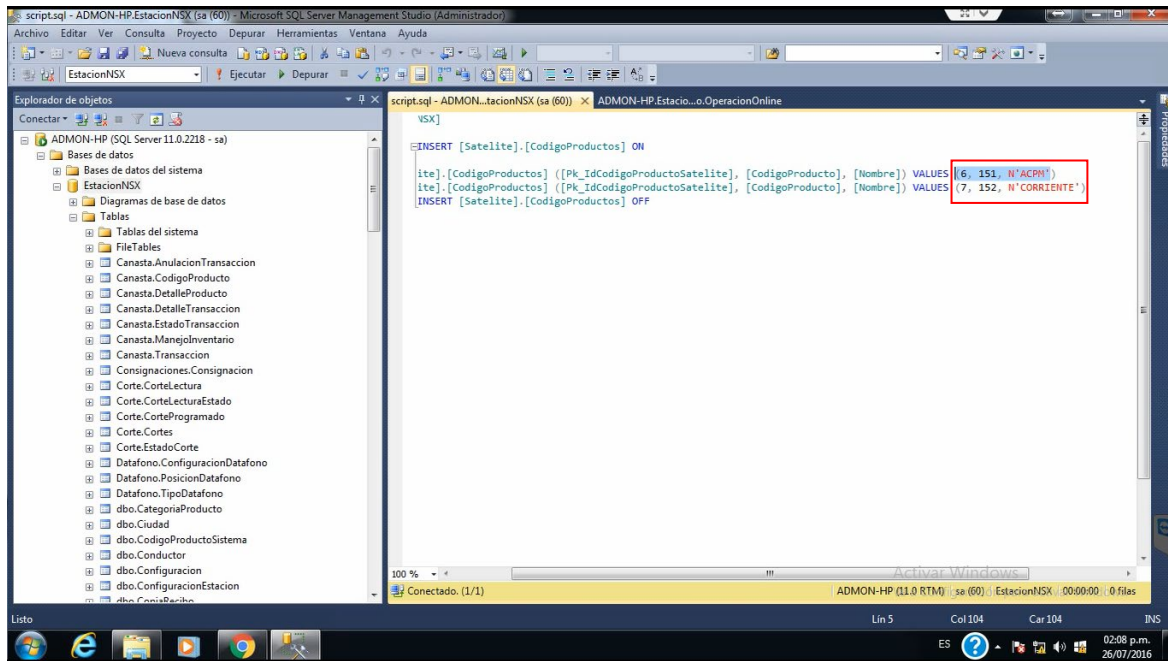 script.sql - ADMON-HP.EstacionNSX (sa (60)) - Microsoft SQL Server Management Studio (Administrador)
Archivo Editar Ver Consulta Proyecto Depurar Herramientas Ventana Ayuda
Nueva consulta
EstacionNSX Ejecutar Depurar
Explorador de objetos
Conectar
ADMON-HP (SQL Server 11.0.2218 - sa)
Bases de datos
Bases de datos del sistema
EstacionNSX
Diagramas de base de datos
Tablas
Tablas del sistema
FileTables
Canasta.AnulacionTransaccion
Canasta.CodigoProducto
Canasta.DetalleProducto
Canasta.DetalleTransaccion
Canasta.EstadoTransaccion
Canasta.ManejoInventario
Canasta.Transaccion
Consignaciones.Consignacion
Corte.CorteLectura
Corte.CorteLecturaEstado
Corte.CorteProgramado
Corte.Cortes
Corte.EstadoCorte
Datafono.ConfiguracionDatafono
Datafono.PosicionDatafono
Datafono.TipoDatafono
dbo.CategoriaProducto
dbo.Ciudad
dbo.CodigoProductoSistema
dbo.Conductor
dbo.Configuracion
dbo.ConfiguracionEstacion
dbo.CopiaRecibo
script.sql - ADMON...tacionNSX (sa (60)) ADMON-HP.Estacio...o.OperacionOnline
NSX]
INSERT [Satelite].[CodigoProductos] ON
ite].[CodigoProductos] ([Pk_IdCodigoProductoSatelite], [CodigoProducto], [Nombre]) VALUES (6, 151, N'ACPM')
ite].[CodigoProductos] ([Pk_IdCodigoProductoSatelite], [CodigoProducto], [Nombre]) VALUES (7, 152, N'CORRIENTE')
INSERT [Satelite].[CodigoProductos] OFF
Propiedades
100 %
Activar Windows
Conectado. (1/1) ADMON-HP (11.0 RTM) sa (60) EstacionNSX 00:00:00 0 filas
Listo Lín 5 Col 104 Car 104 INS
ES 02:08 p.m.
26/07/2016